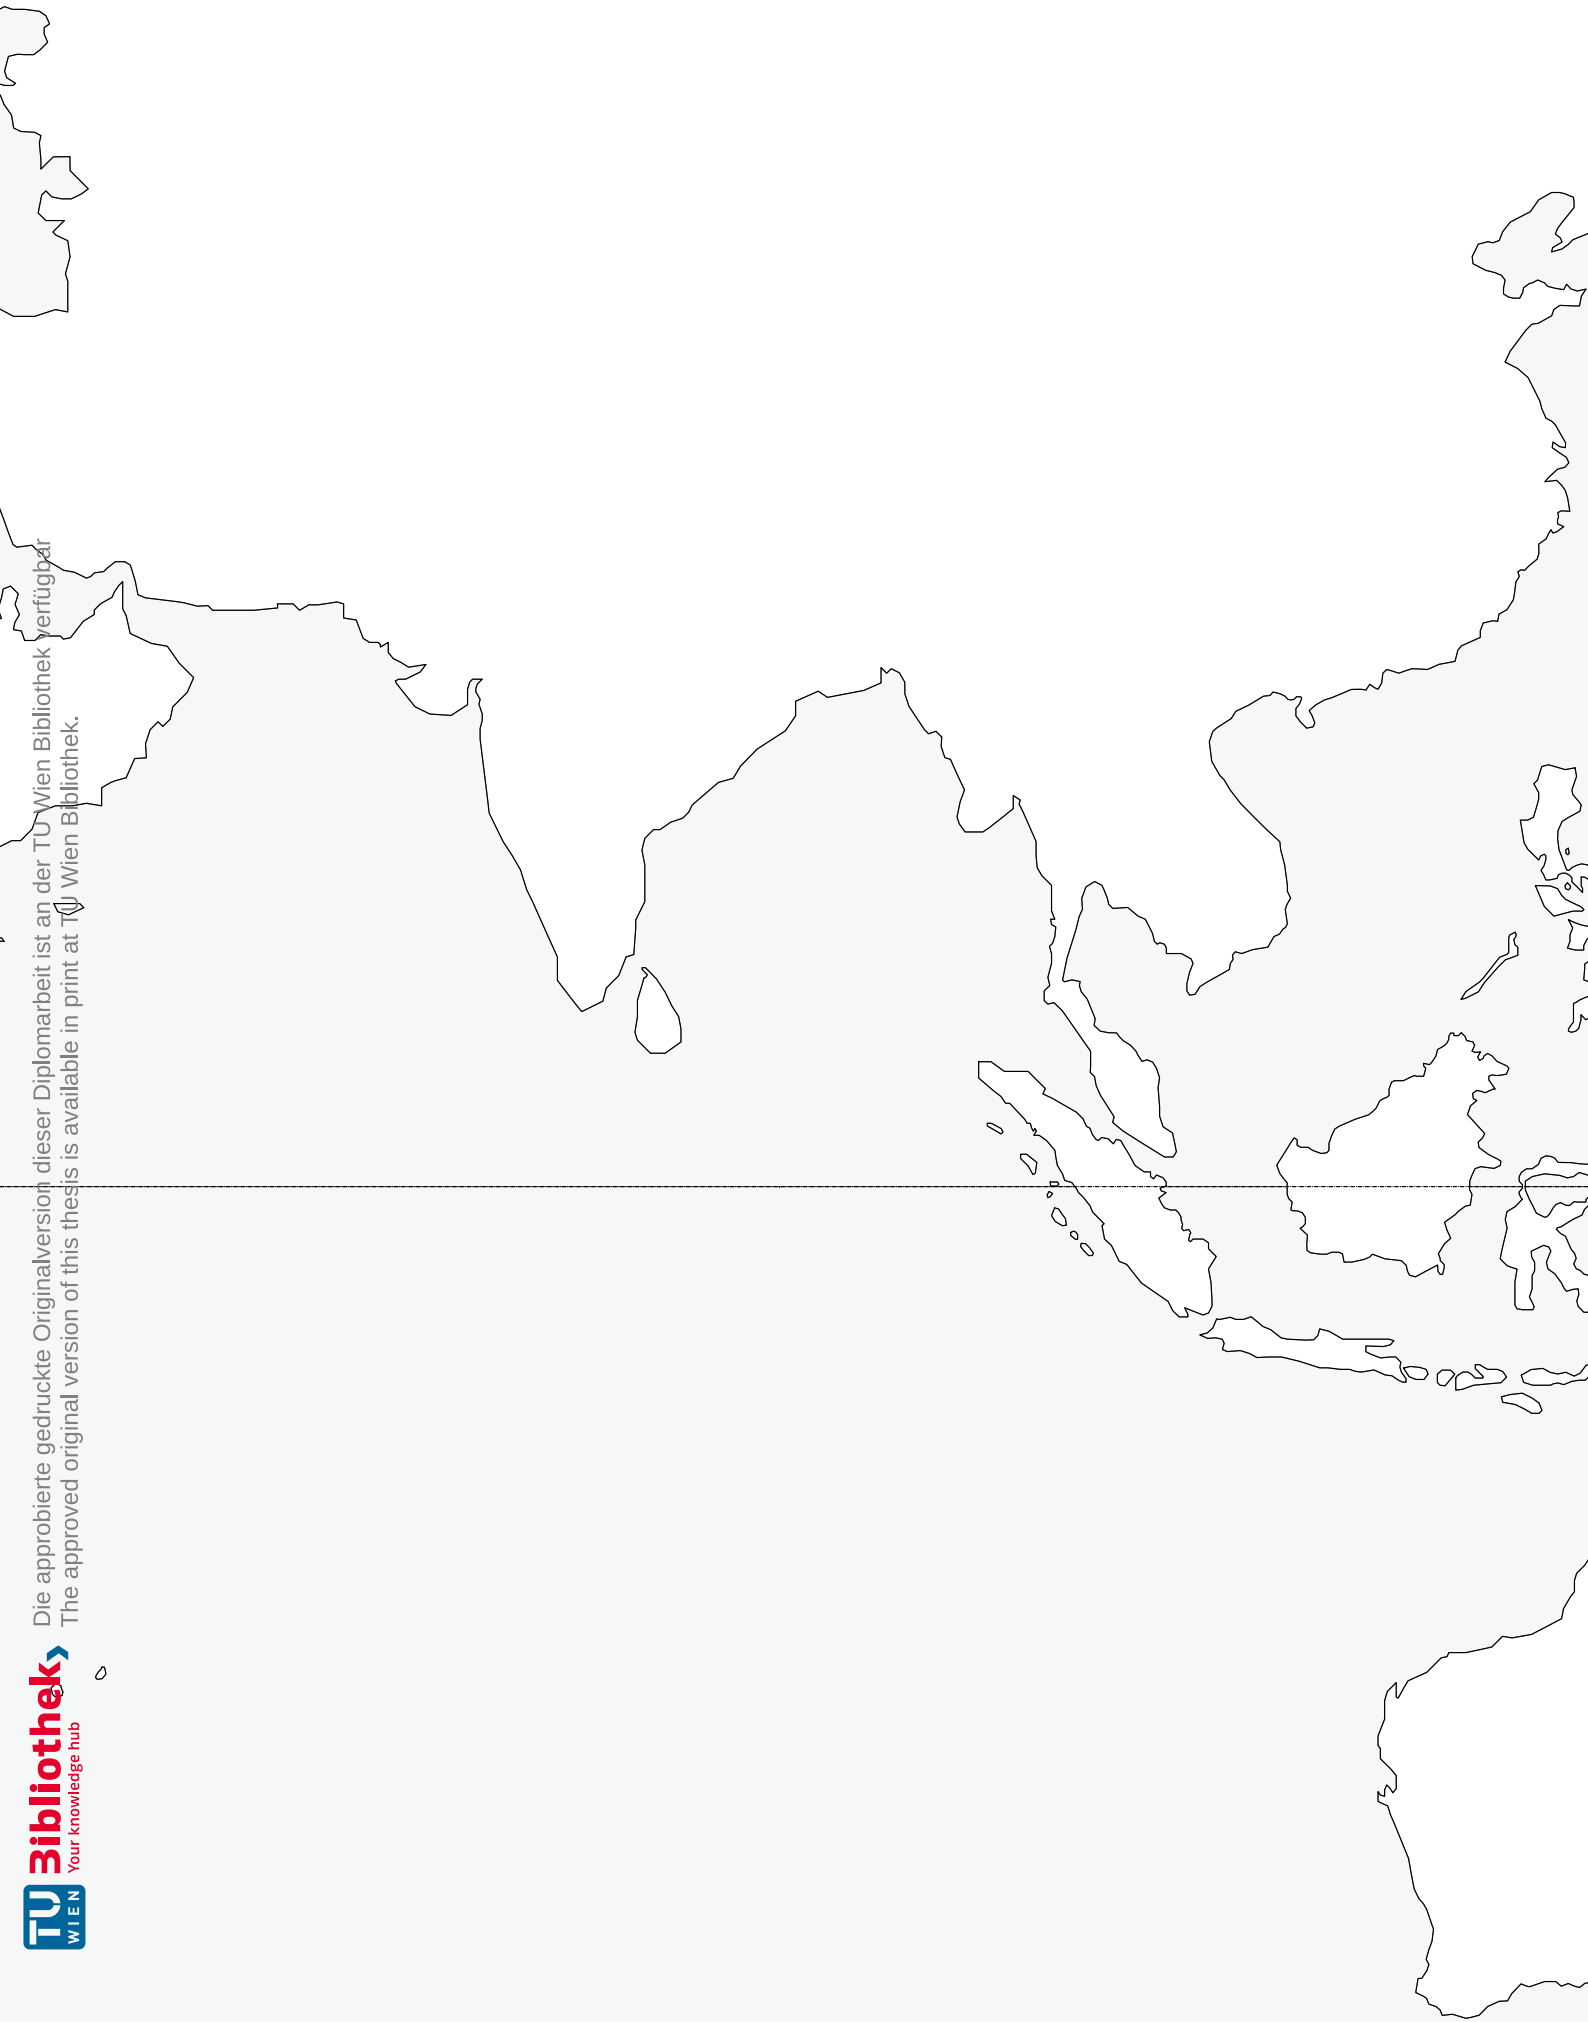 Die approbierte gedruckte Originalversion dieser Diplomarbeit ist an der TU Wien Bibliothek verfügbar
The approved original version of this thesis is available in print at TU Wien Bibliothek.
Bibliothek
Your knowledge hub
TU
WIEN